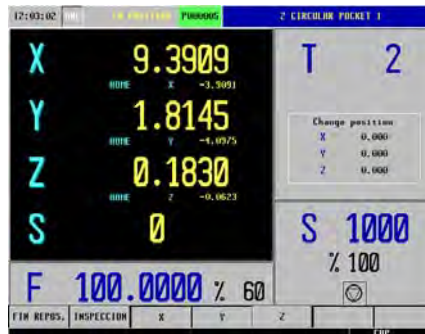 12:03:02 IN POSITION P000005 2 CIRCULAR POCKET 1
X 9.3909
HOME X -3.9091
Y 1.8145
HOME Y -4.0975
Z 0.1830
HOME Z -0.0623
S 0
F 100.0000 % 60
T 2
Change position
X 0.000
Y 0.000
Z 0.000
S 1000
% 100
FIN REPOS. INSPECCION X Y Z
CAP